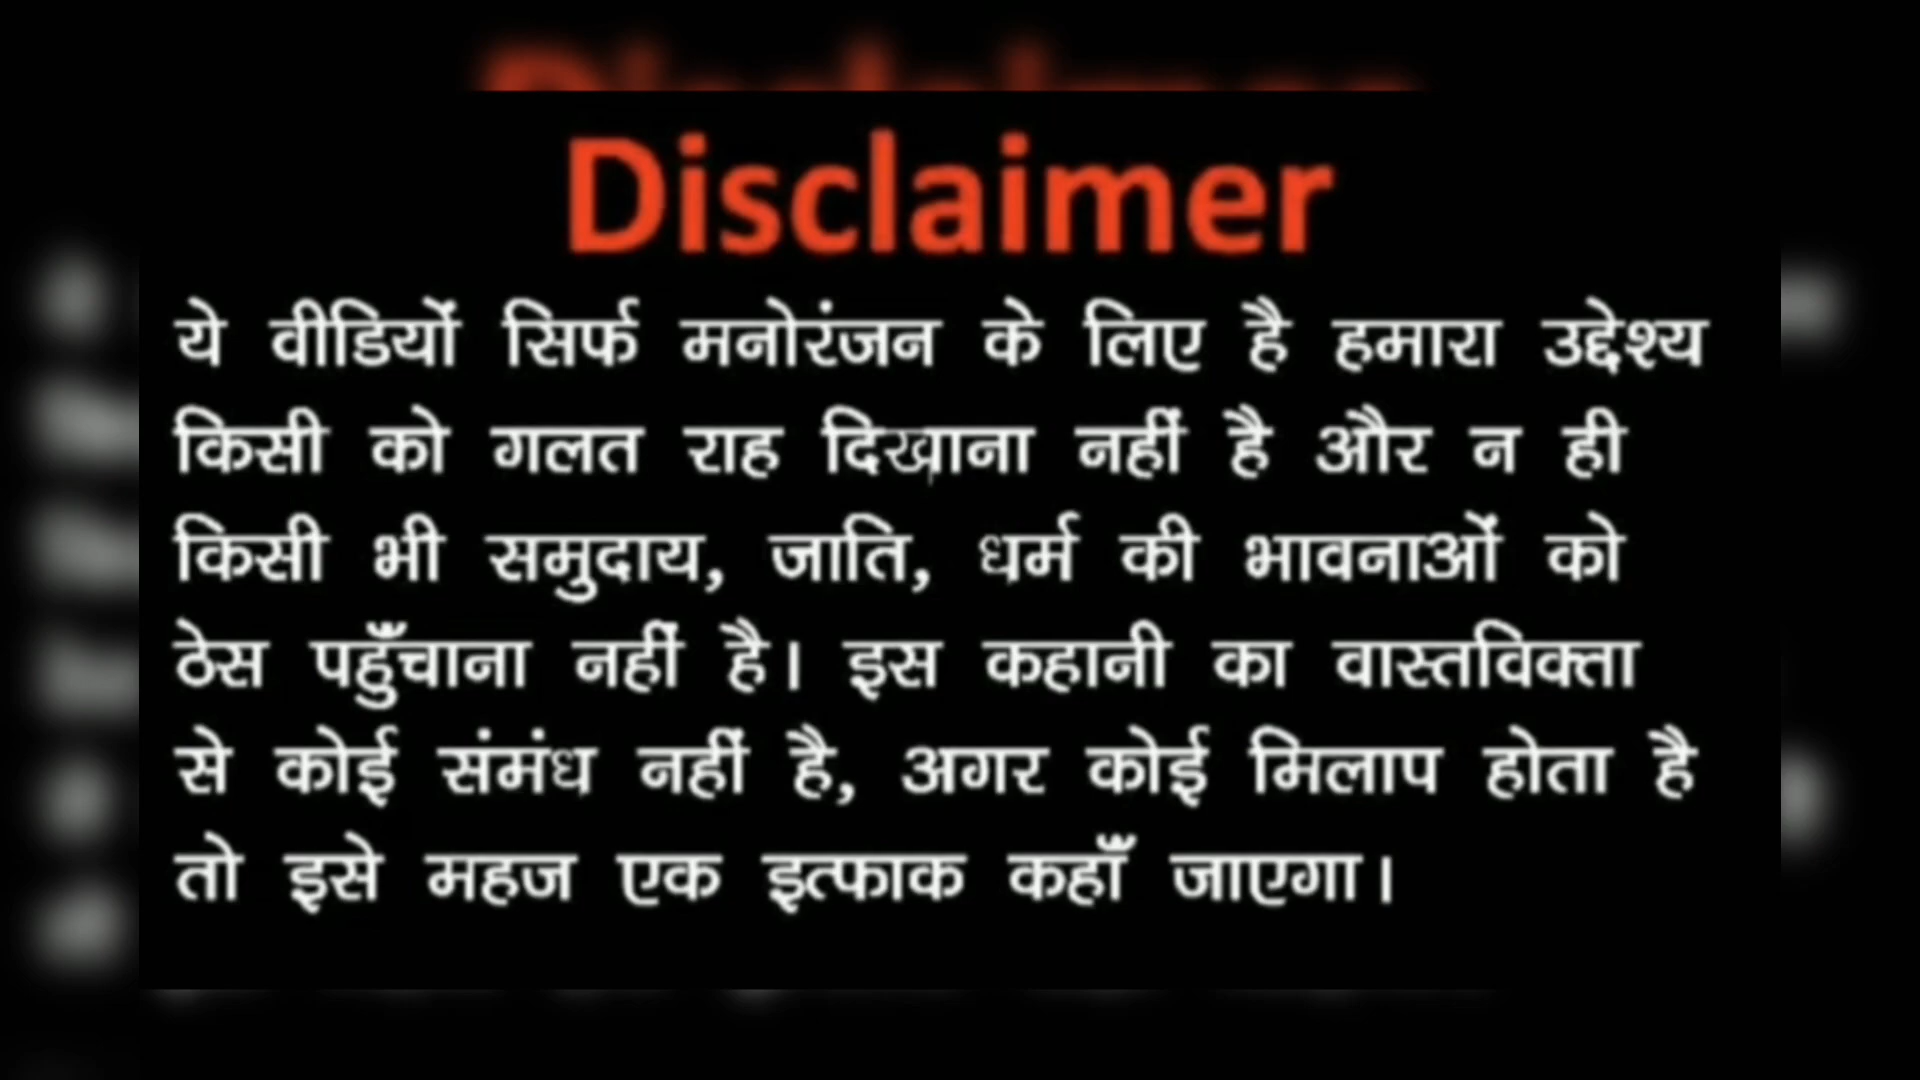 Disclaimer
ये वीडियों सिर्फ मनोरंजन के लिए है हमारा उद्देश्य
किसी को गलत राह दिखाना नहीं है और न ही
किसी भी समुदाय, जाति, धर्म की भावनाओं को
ठेस पहुँचाना नहीं है। इस कहानी का वास्तविक्ता
से कोई संमंध नहीं है, अगर कोई मिलाप होता है
तो इसे महज एक इत्फाक कहाँ जाएगा।